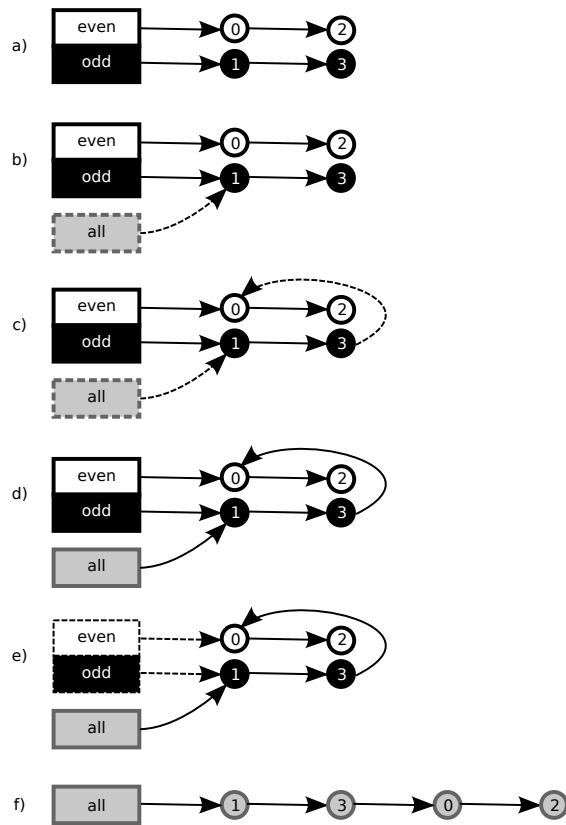 a)
even 0 2
odd 1 3
b)
even 0 2
odd 1 3
all
c)
even 0 2
odd 1 3
all
d)
even 0 2
odd 1 3
all
e)
even 0 2
odd 1 3
all
f) all 1 3 0 2